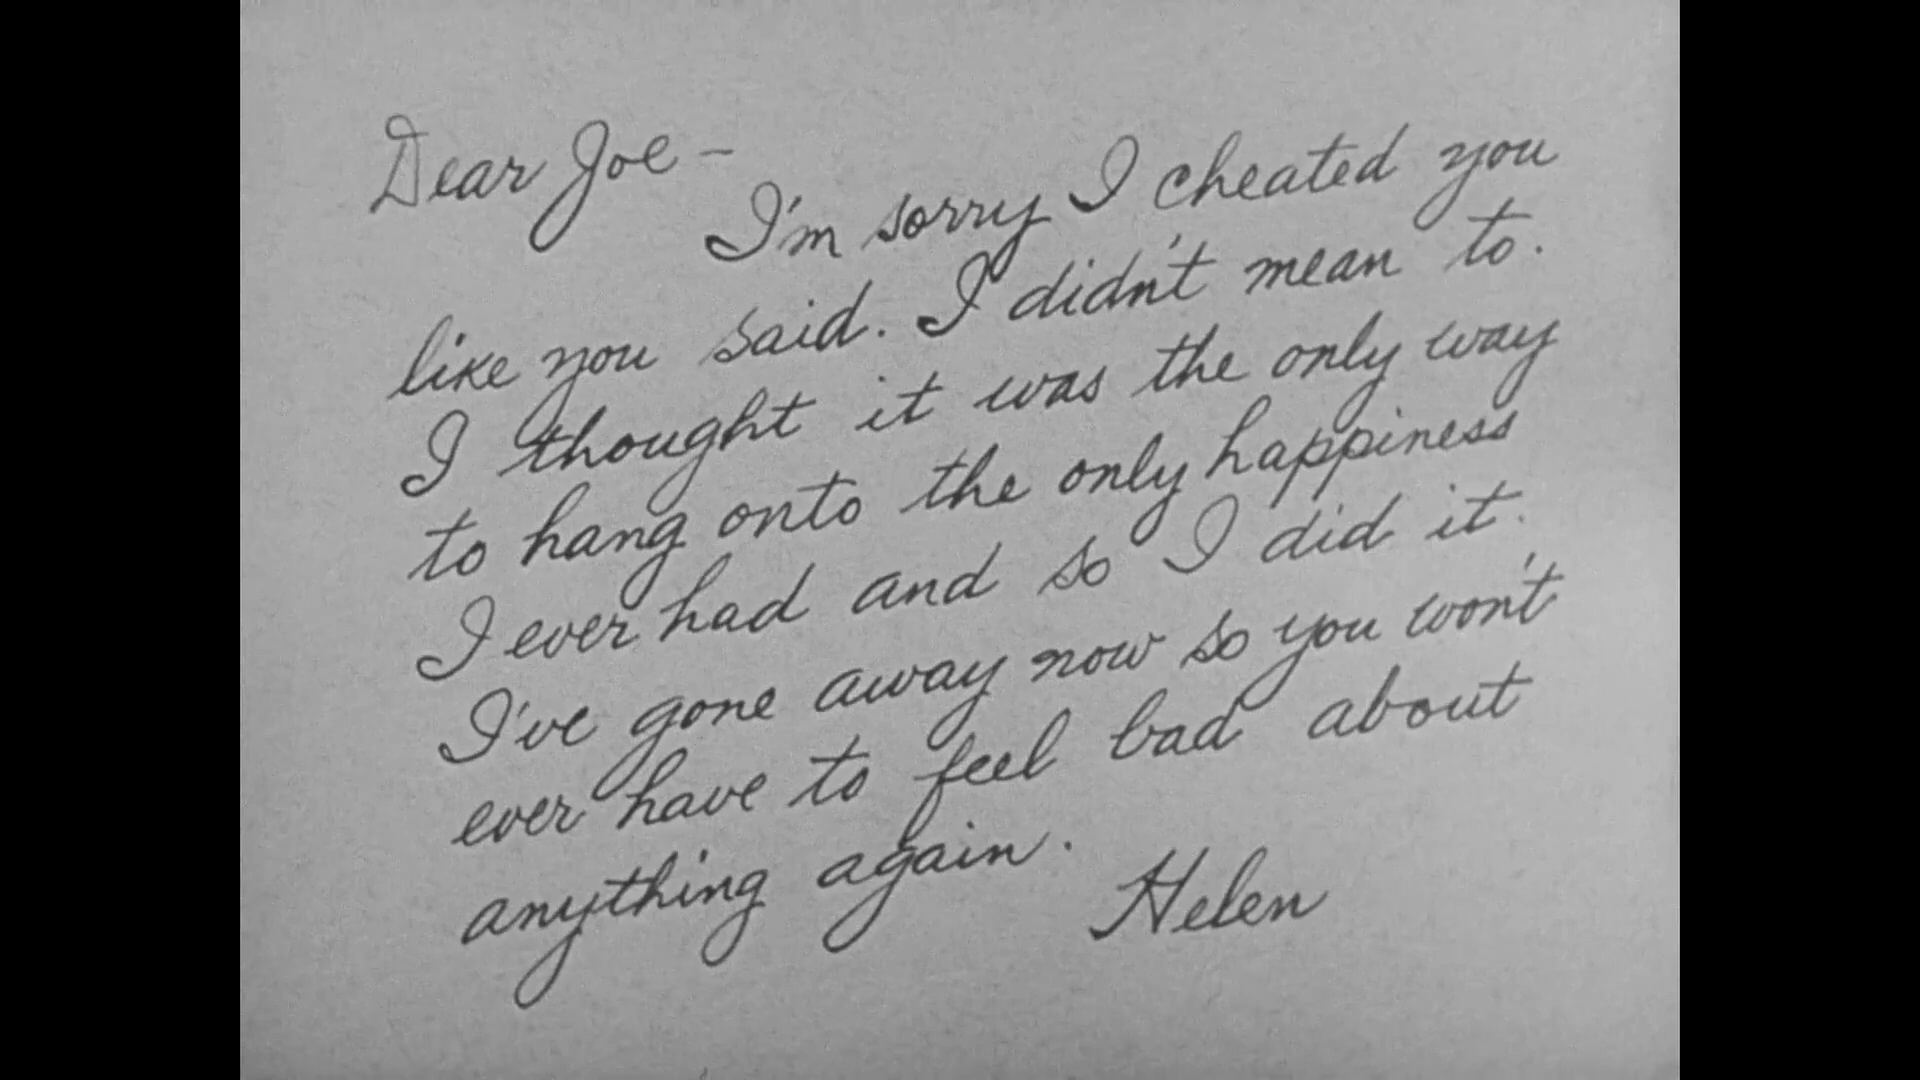 Dear Joe –
I'm sorry I cheated you
like you said. I didn't mean to.
I thought it was the only way
to hang onto the only happiness
I ever had and so I did it.
I've gone away now so you won't
ever have to feel bad about
anything again.
Helen